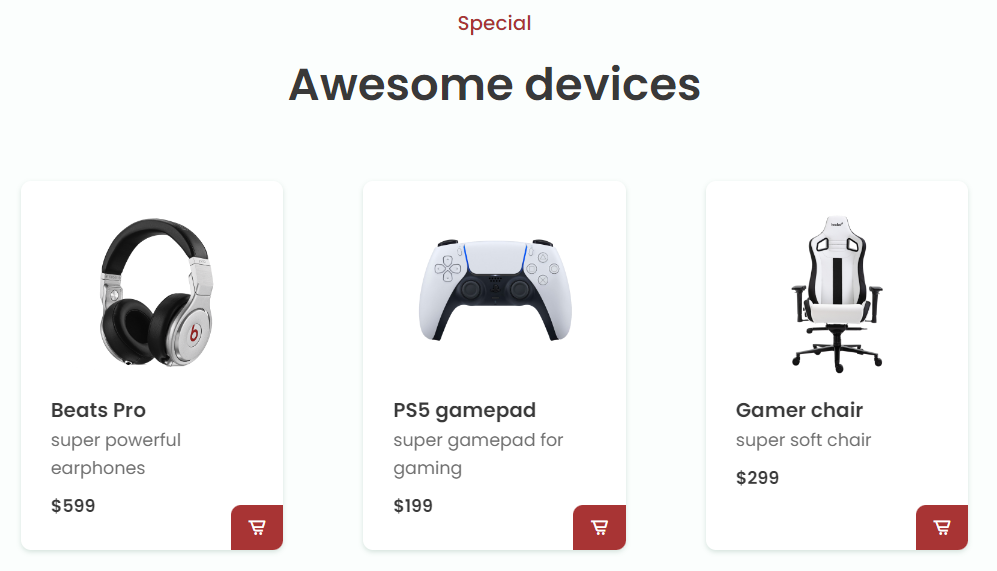 Special
Awesome devices
Beats Pro
super powerful
earphones
$599
PS5 gamepad
super gamepad for
gaming
$199
Gamer chair
super soft chair
$299